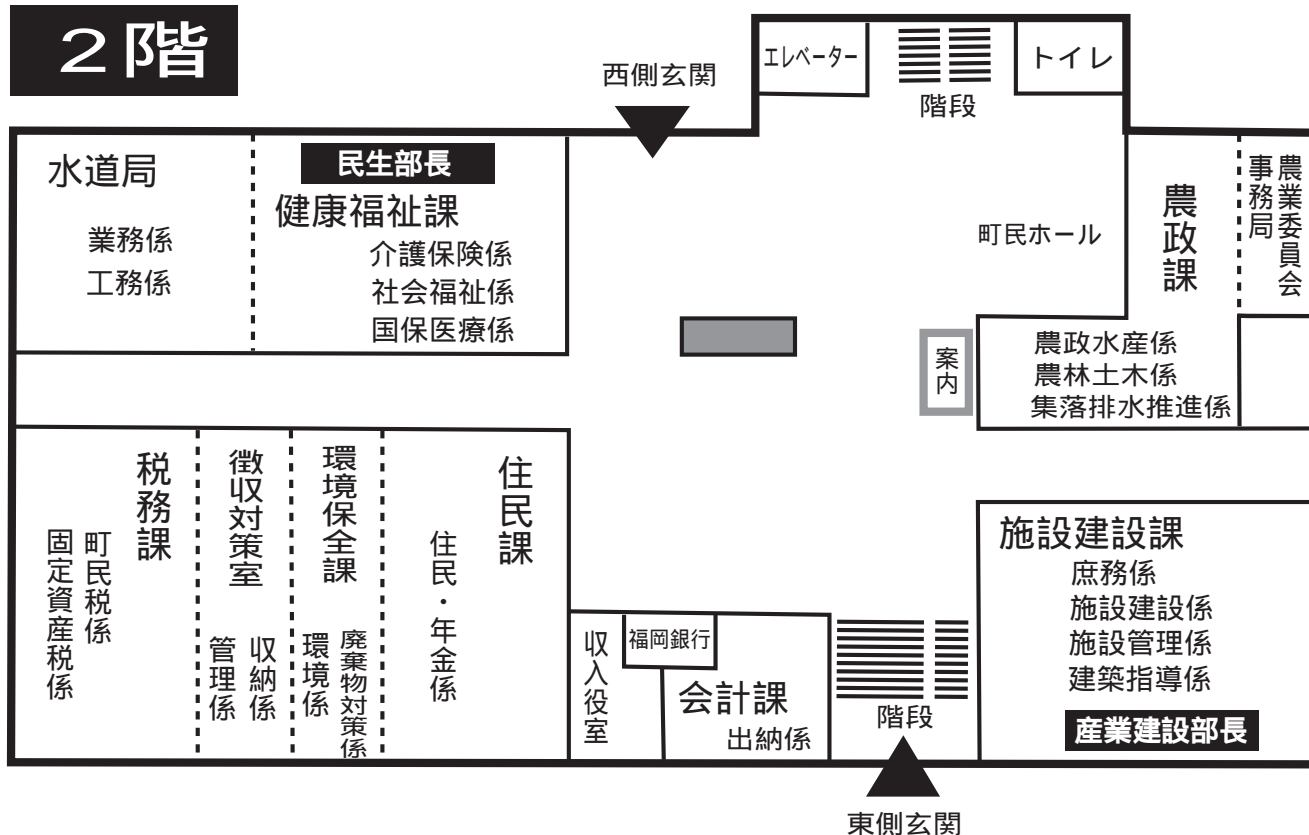 2階
西側玄関
エレベーター
階段
トイレ
水道局
業務係
工務係
民生部長
健康福祉課
介護保険係
社会福祉係
国保医療係
町民ホール
農政課
農政水産係
農林土木係
集落排水推進係
農業委員会
事務局
案内
税務課
町民税係
固定資産税係
徴収対策室
収納係
管理係
環境保全課
廃棄物対策係
環境係
住民課
住民・年金係
収入役室
福岡銀行
会計課
出納係
階段
東側玄関
施設建設課
庶務係
施設建設係
施設管理係
建築指導係
産業建設部長